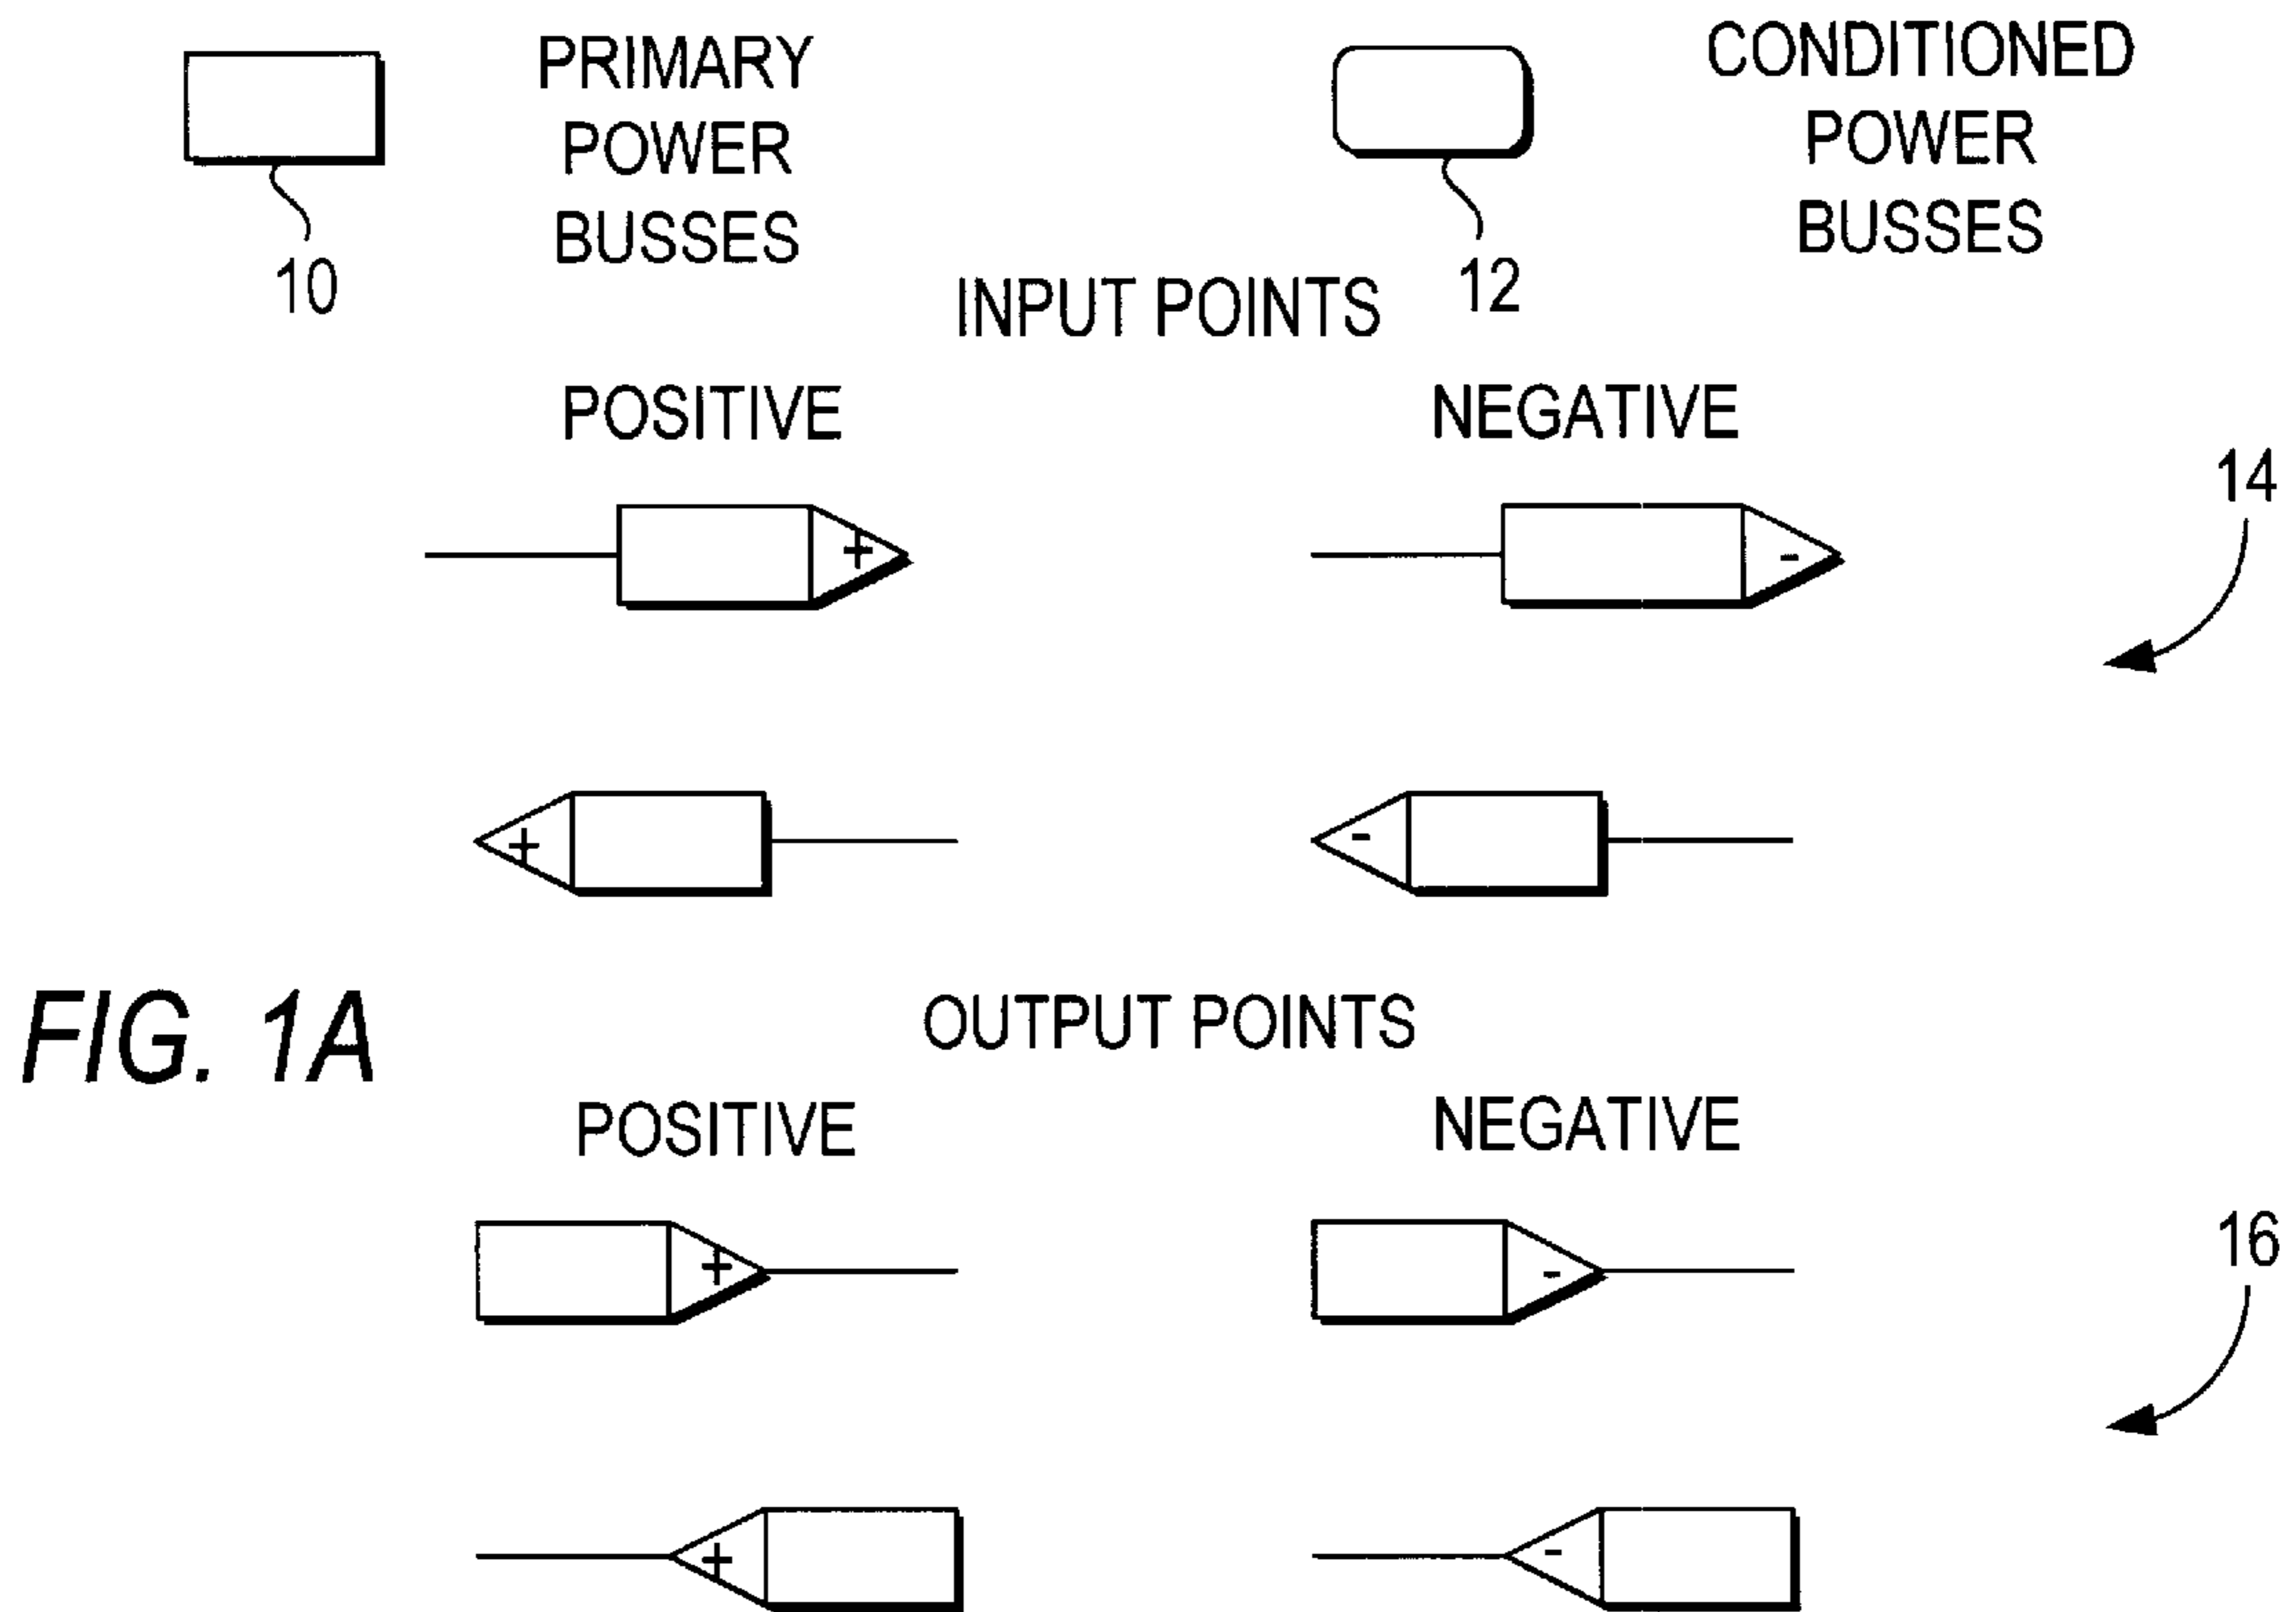 PRIMARY
POWER
BUSSES
10
CONDITIONED
POWER
BUSSES
12
INPUT POINTS
POSITIVE
NEGATIVE
14
+
-
+
-
FIG. 1A
OUTPUT POINTS
POSITIVE
NEGATIVE
16
+
-
+
-